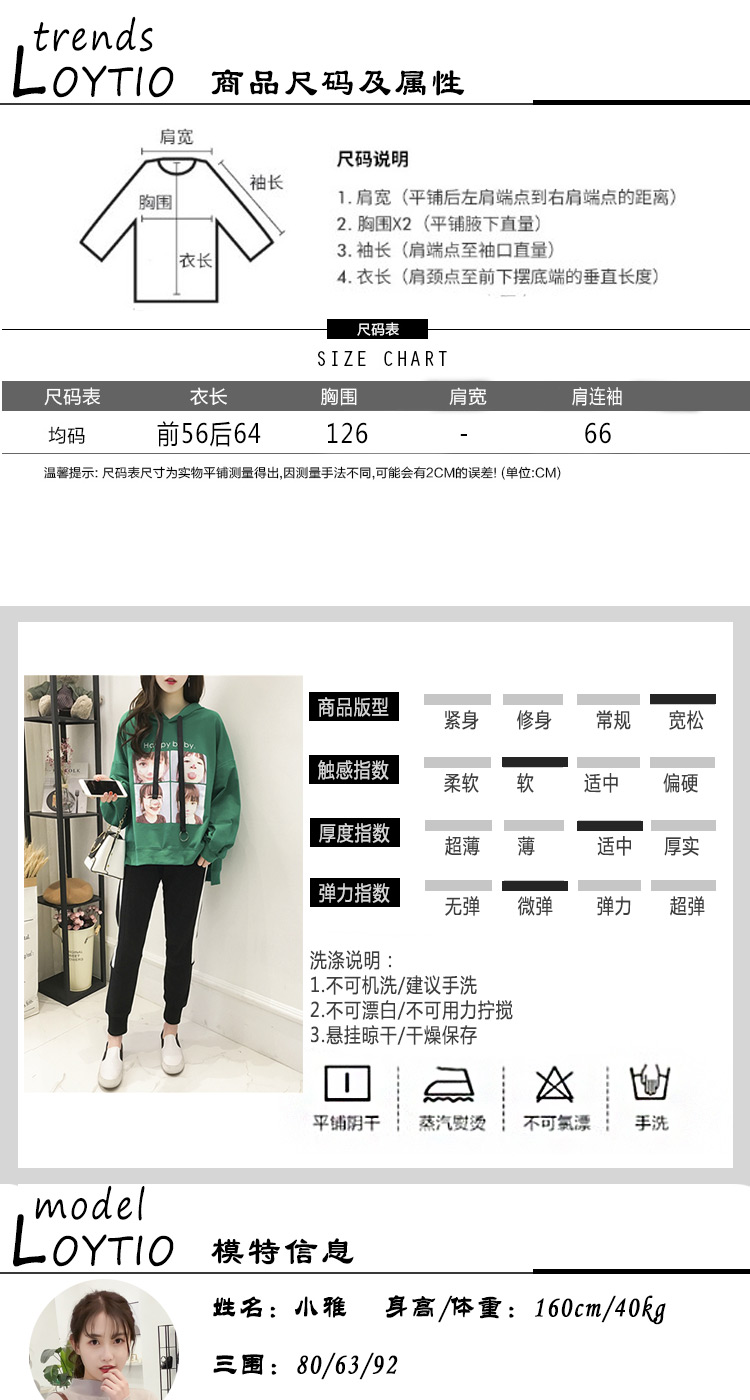 trends
LOYTIO 商品尺码及属性
肩宽
袖长
胸围
衣长
尺码说明
1. 肩宽（平铺后左肩端点到右肩端点的距离）
2. 胸围X2（平铺腋下直量）
3. 袖长（肩端点至袖口直量）
4. 衣长（肩颈点至前下摆底端的垂直长度）
尺码表
SIZE CHART
尺码表 衣长 胸围 肩宽 肩连袖
均码 前56后64 126 - 66
温馨提示: 尺码表尺寸为实物平铺测量得出,因测量手法不同,可能会有2CM的误差! (单位:CM)
Happy baby
商品版型 紧身 修身 常规 宽松
触感指数 柔软 软 适中 偏硬
厚度指数 超薄 薄 适中 厚实
弹力指数 无弹 微弹 弹力 超弹
洗涤说明：
1.不可机洗/建议手洗
2.不可漂白/不可用力拧搅
3.悬挂晾干/干燥保存
平铺阴干 蒸汽熨烫 不可氯漂 手洗
model
LOYTIO 模特信息
姓名：小雅 身高/体重：160cm/40kg
三围：80/63/92